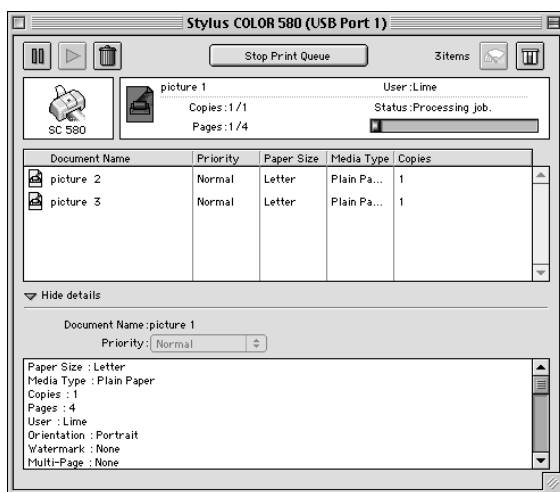 Stylus COLOR 580 (USB Port 1)
Stop Print Queue
3items
SC 580
picture 1
User :Lime
Copies :1/1
Status :Processing job.
Pages :1/4
Document Name Priority Paper Size Media Type Copies
picture 2 Normal Letter Plain Pa... 1
picture 3 Normal Letter Plain Pa... 1
Hide details
Document Name :picture 1
Priority : Normal
Paper Size : Letter
Media Type : Plain Paper
Copies : 1
Pages : 4
User : Lime
Orientation : Portrait
Watermark : None
Multi-Page : None